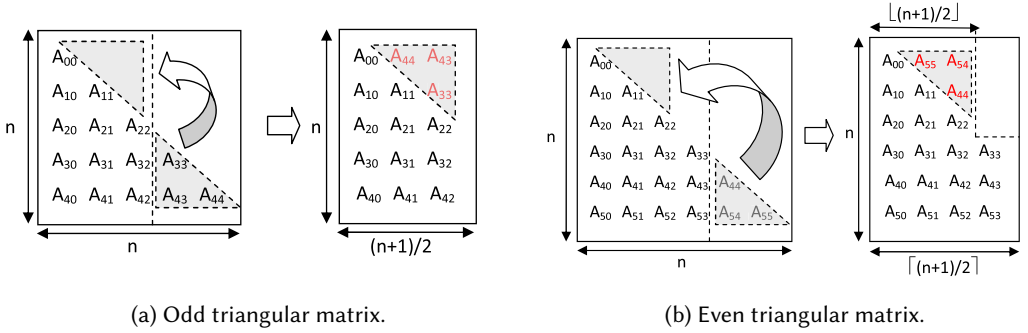 n
A00
A10 A11
A20 A21 A22
A30 A31 A32 A33
A40 A41 A42 A43 A44
n
n
A00 A44 A43
A10 A11 A33
A20 A21 A22
A30 A31 A32
A40 A41 A42
(n+1)/2
(a) Odd triangular matrix.
n
A00
A10 A11
A20 A21 A22
A30 A31 A32 A33
A40 A41 A42 A43 A44
A50 A51 A52 A53 A54 A55
n
⌊(n+1)/2⌋
n
A00 A55 A54
A10 A11 A44
A20 A21 A22
A30 A31 A32 A33
A40 A41 A42 A43
A50 A51 A52 A53
⌈(n+1)/2⌉
(b) Even triangular matrix.